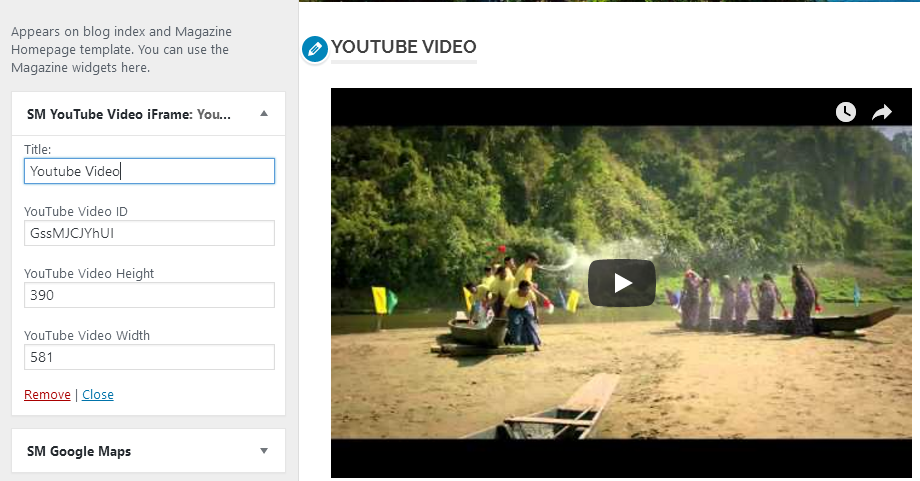 Appears on blog index and Magazine
Homepage template. You can use the
Magazine widgets here.
SM YouTube Video iFrame: You...
Title:
Youtube Video
YouTube Video ID
GssMJCJYhUI
YouTube Video Height
390
YouTube Video Width
581
Remove | Close
SM Google Maps
YOUTUBE VIDEO